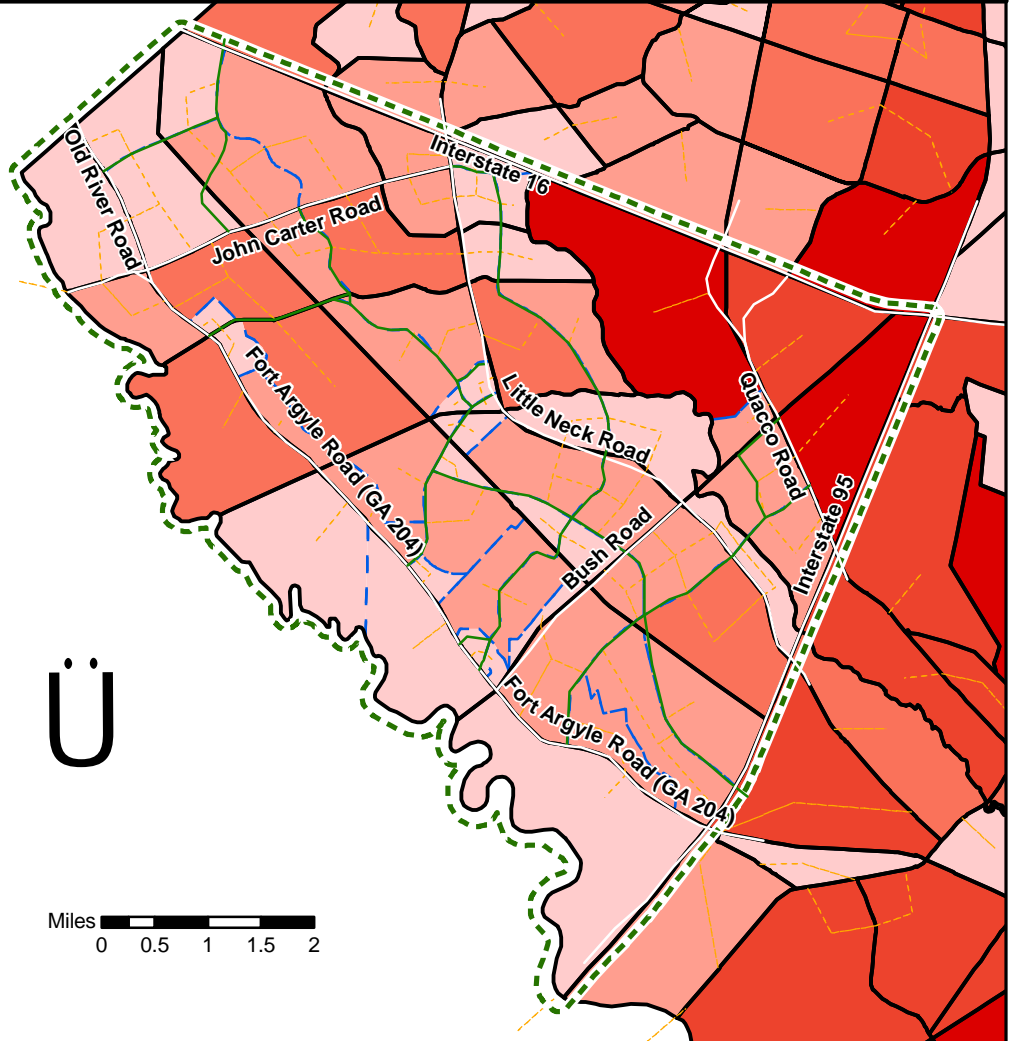 Interstate 16
Old River Road
John Carter Road
Fort Argyle Road (GA 204)
Little Neck Road
Quacco Road
Interstate 95
Bush Road
Fort Argyle Road (GA 204)
Ü
Miles
0 0.5 1 1.5 2